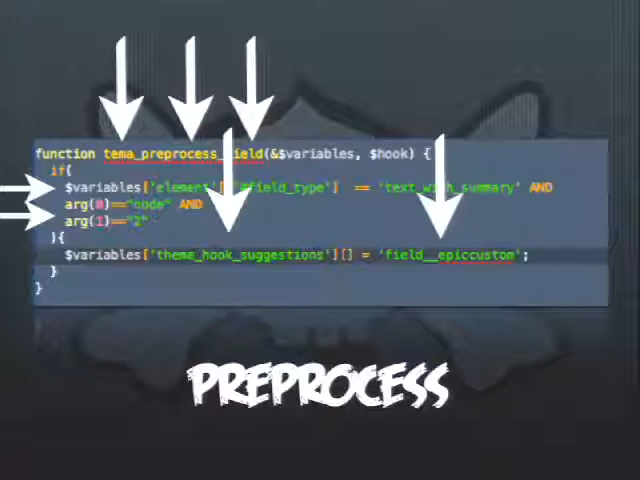 function tema_preprocess_field(&$variables, $hook) {
if(
$variables['element']['#field_type'] == 'text_with_summary' AND
arg(0)=="node" AND
arg(1)=="2"
){
$variables['theme_hook_suggestions'][] = 'field__epiccustom';
}
}
PREPROCESS